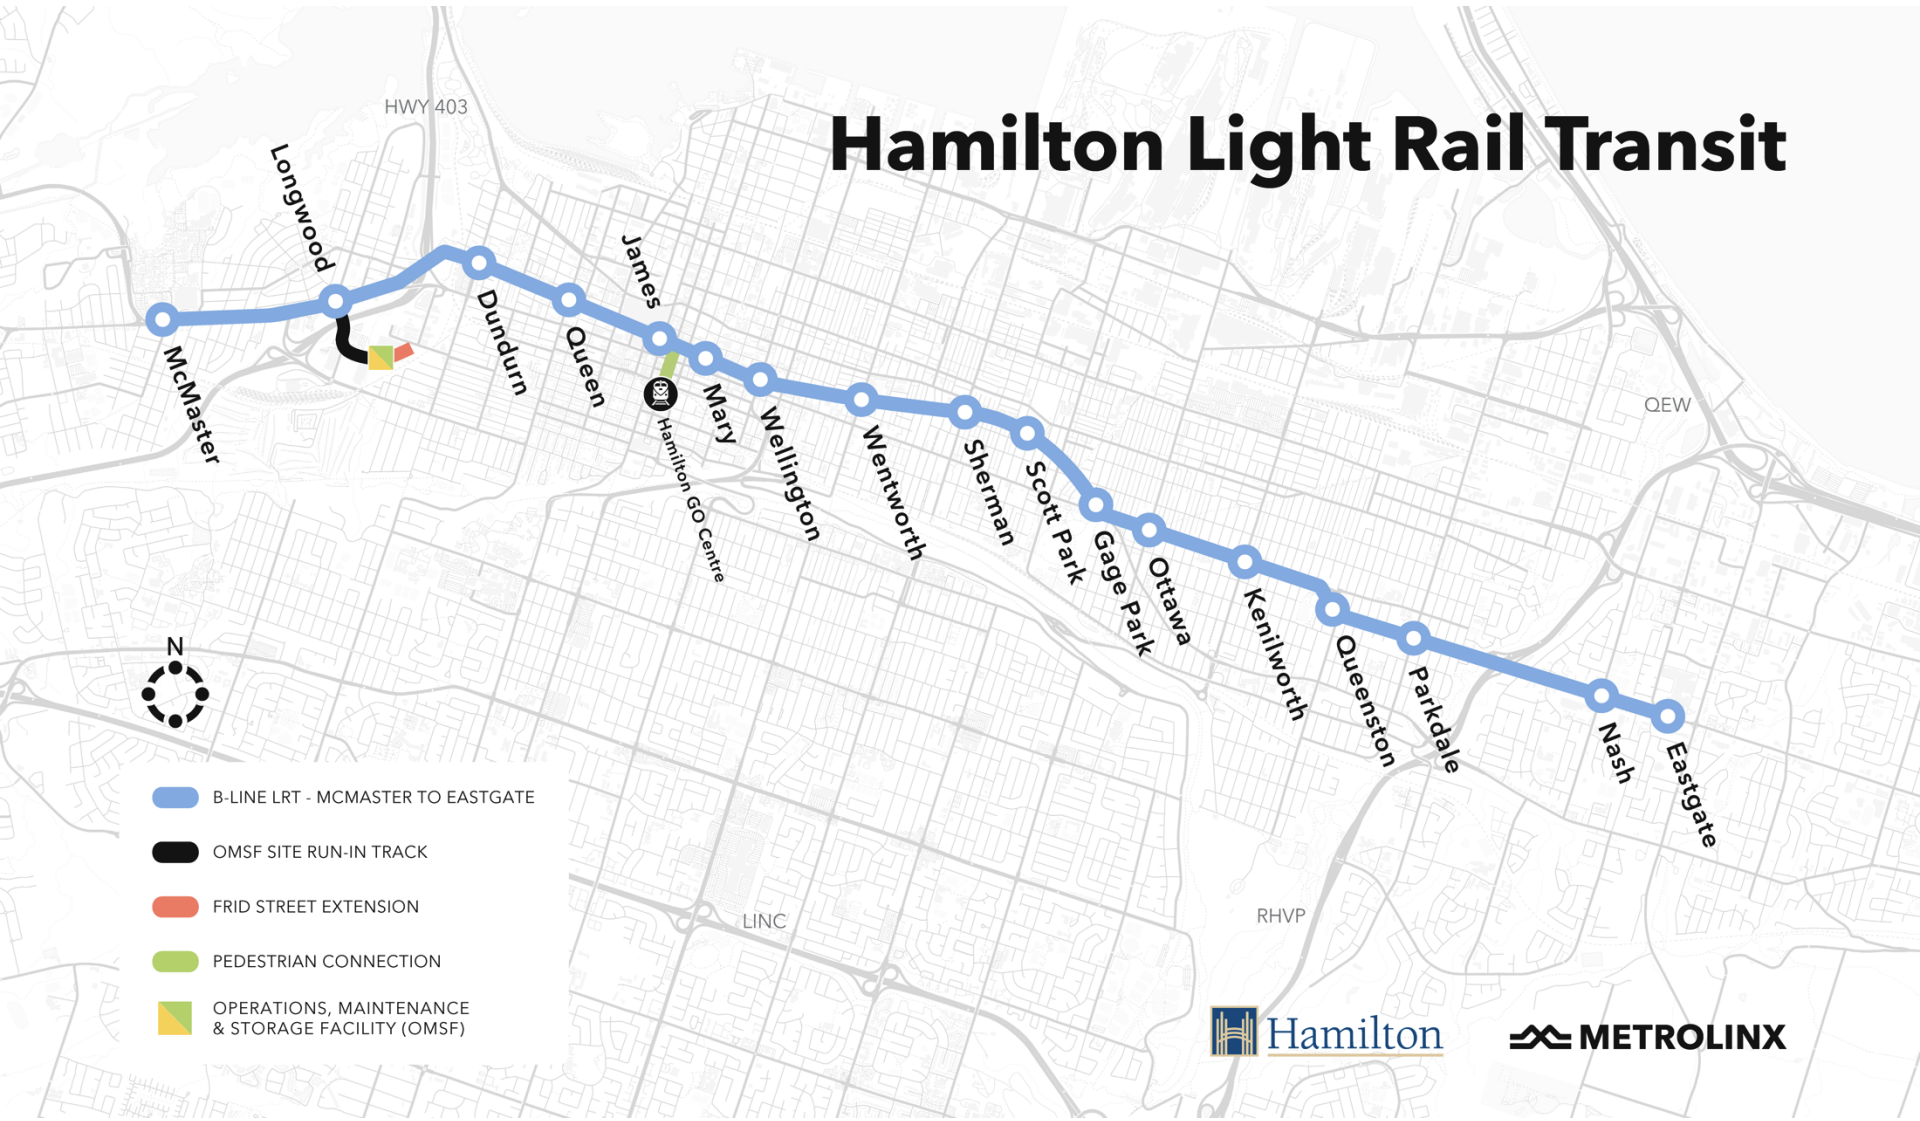 Hamilton Light Rail Transit
HWY 403
Longwood
James
McMaster
Dundurn
Queen
Hamilton GO Centre
Mary
Wellington
Wentworth
Sherman
Scott Park
Gage Park
Ottawa
Kenilworth
Queenston
Parkdale
Nash
Eastgate
QEW
N
B-LINE LRT - MCMASTER TO EASTGATE
OMSF SITE RUN-IN TRACK
FRID STREET EXTENSION
PEDESTRIAN CONNECTION
OPERATIONS, MAINTENANCE
& STORAGE FACILITY (OMSF)
LINC
RHVP
Hamilton
METROLINX